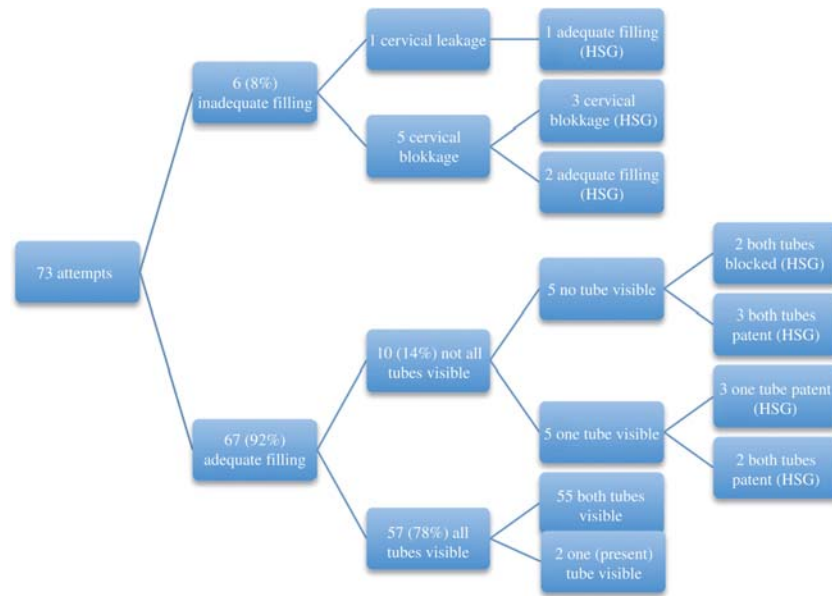 73 attempts
6 (8%)
inadequate filling
1 cervical leakage
1 adequate filling
(HSG)
5 cervical
blokkage
3 cervical
blokkage (HSG)
2 adequate filling
(HSG)
67 (92%)
adequate filling
10 (14%) not all
tubes visible
5 no tube visible
2 both tubes
blocked (HSG)
3 both tubes
patent (HSG)
5 one tube visible
3 one tube patent
(HSG)
2 both tubes
patent (HSG)
57 (78%) all
tubes visible
55 both tubes
visible
2 one (present)
tube visible